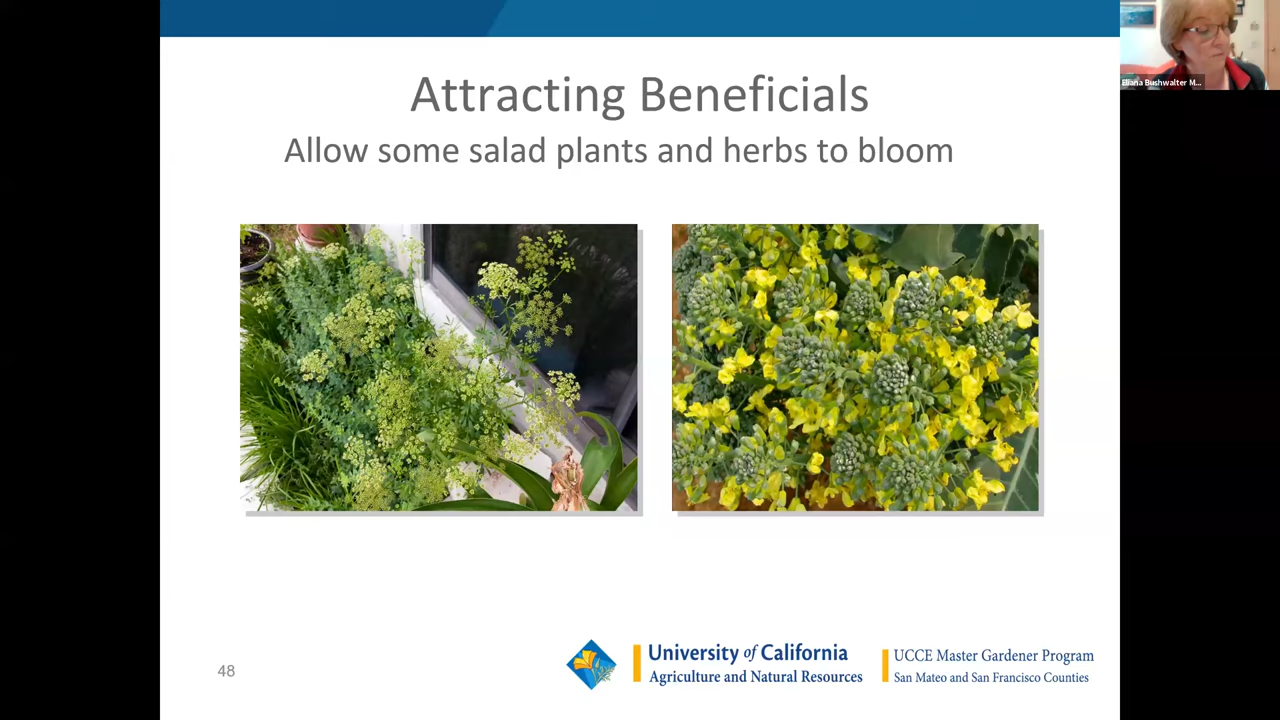 Attracting Beneficials
Allow some salad plants and herbs to bloom
Eliana Bushwalter M...
48
University of California
Agriculture and Natural Resources
UCCE Master Gardener Program
San Mateo and San Francisco Counties